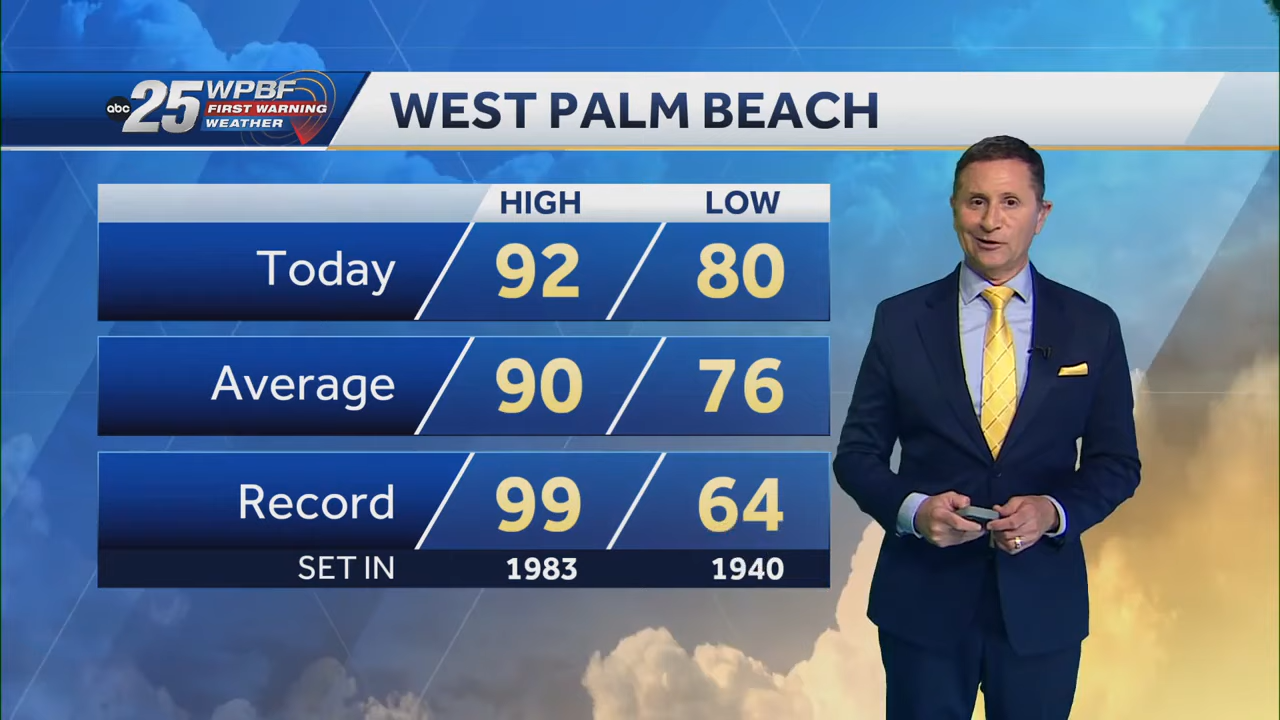 abc 25 WPBF
FIRST WARNING
WEATHER
WEST PALM BEACH
HIGH LOW
Today 92 80
Average 90 76
Record 99 64
SET IN 1983 1940